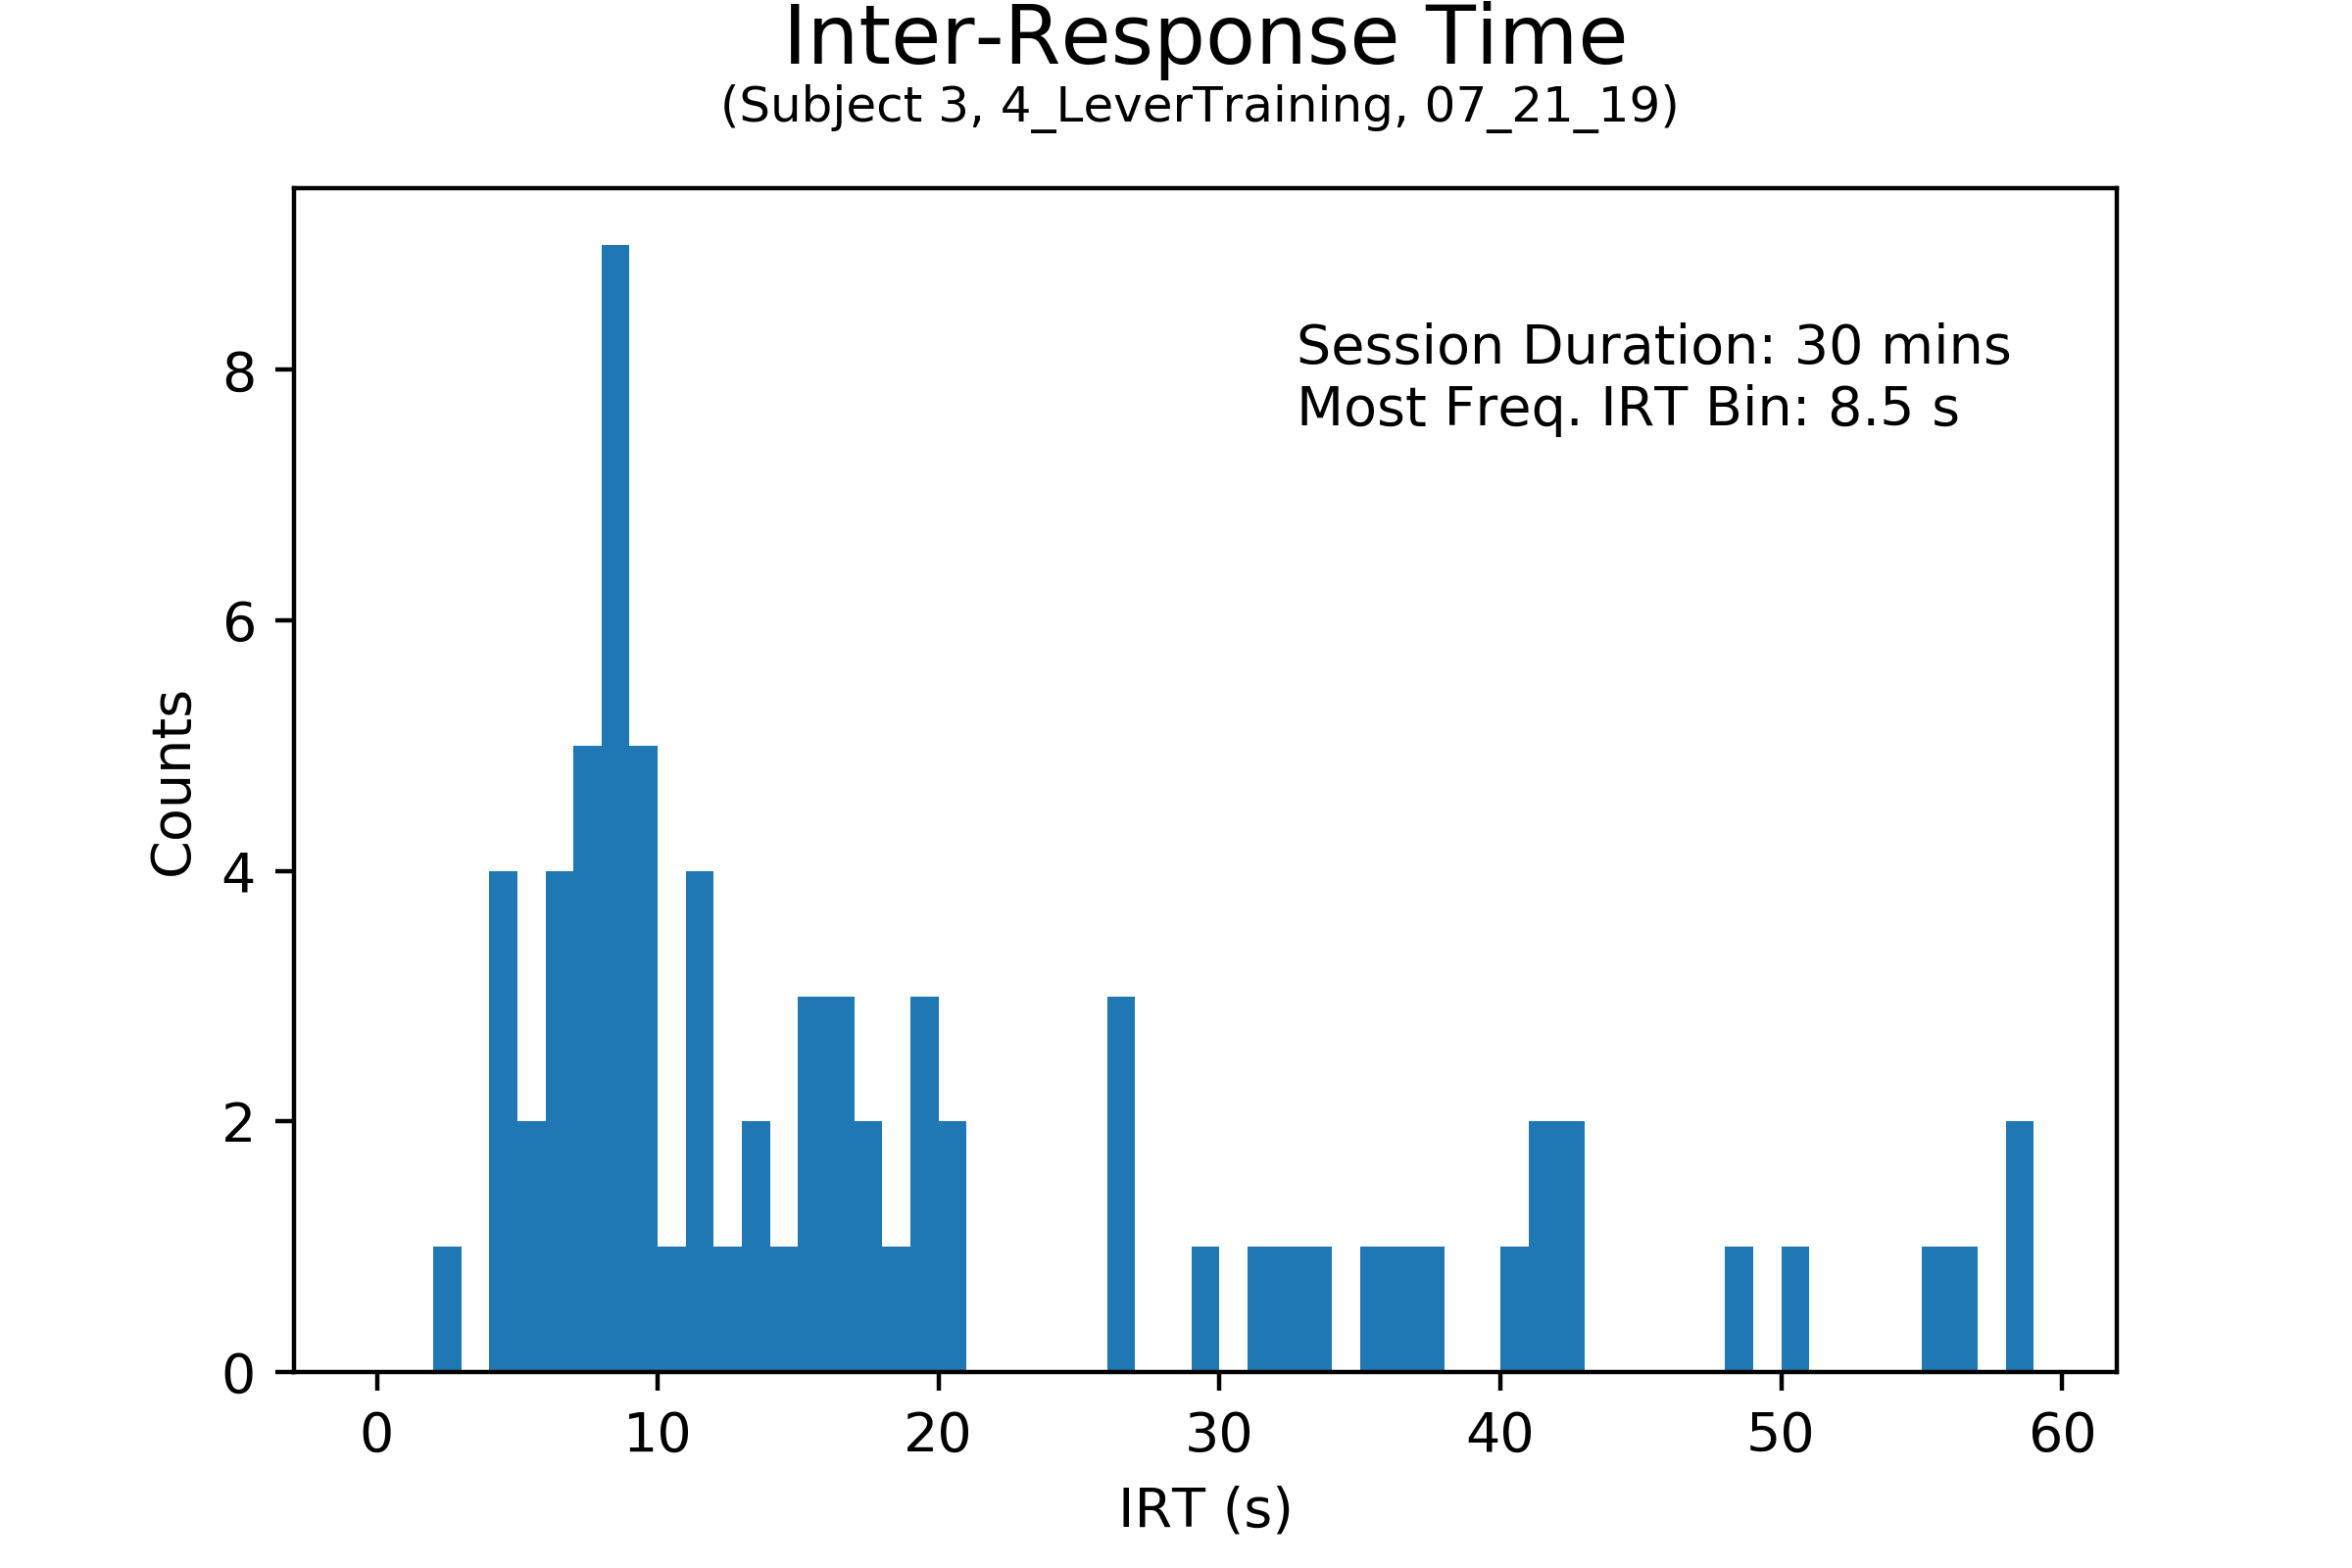 Inter-Response Time
(Subject 3, 4_LeverTraining, 07_21_19)
Session Duration: 30 mins
Most Freq. IRT Bin: 8.5 s
8
6
4
2
0
Counts
0 10 20 30 40 50 60
IRT (s)